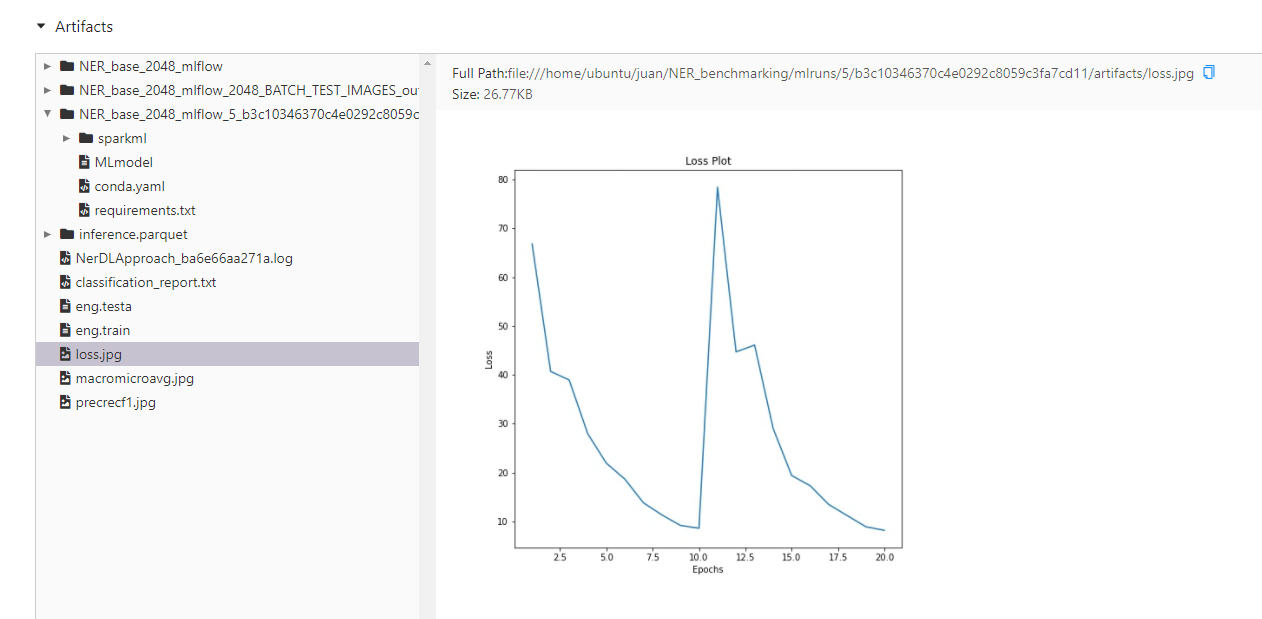 Artifacts
NER_base_2048_mlflow
NER_base_2048_mlflow_2048_BATCH_TEST_IMAGES_ou
NER_base_2048_mlflow_5_b3c10346370c4e0292c8059c
sparkml
MLmodel
conda.yaml
requirements.txt
inference.parquet
NerDLApproach_ba6e66aa271a.log
classification_report.txt
eng.testa
eng.train
loss.jpg
macromicroavg.jpg
precrecf1.jpg
Full Path:file:///home/ubuntu/juan/NER_benchmarking/mlruns/5/b3c10346370c4e0292c8059c3fa7cd11/artifacts/loss.jpg
Size: 26.77KB
Loss Plot
80
70
60
50
40
30
20
10
Loss
2.5 5.0 7.5 10.0 12.5 15.0 17.5 20.0
Epochs